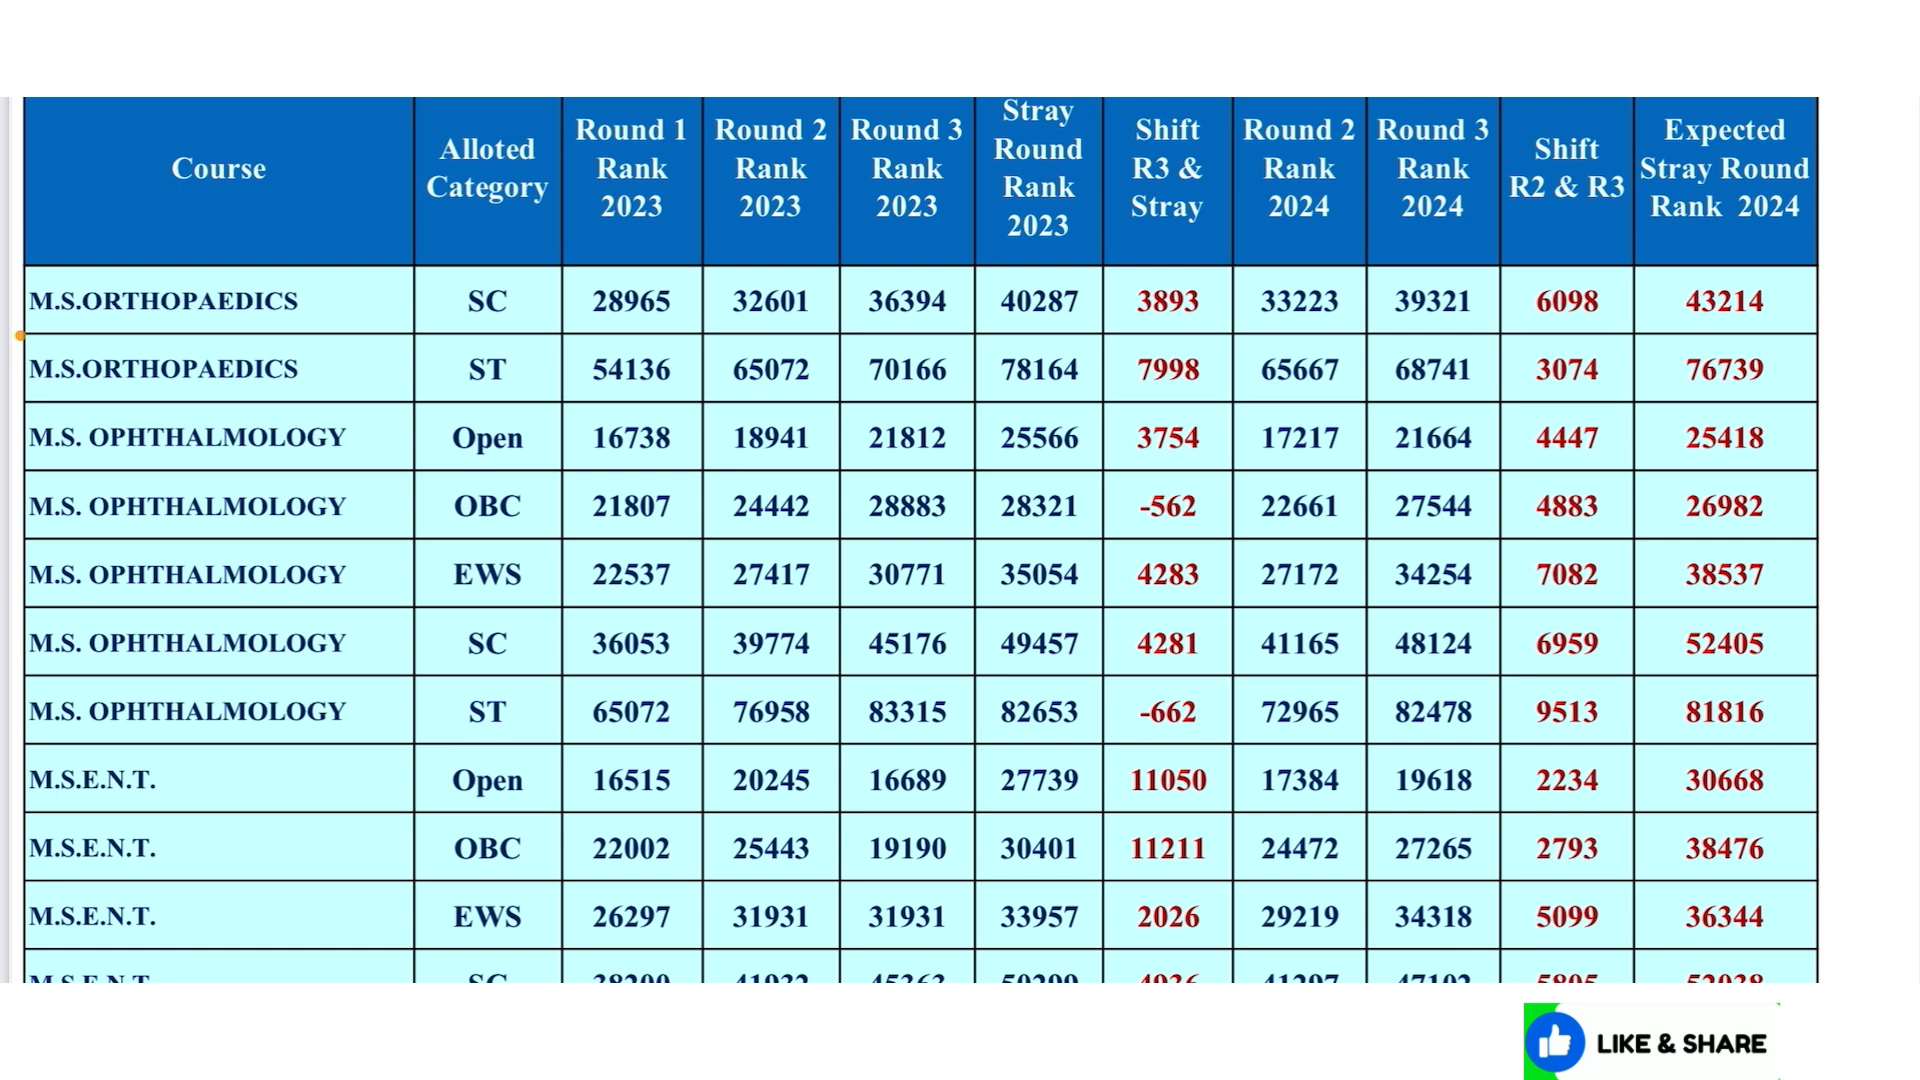 Course Alloted Category Round 1 Rank 2023 Round 2 Rank 2023 Round 3 Rank 2023 Stray Round Rank 2023 Shift R3 & Stray Round 2 Rank 2024 Round 3 Rank 2024 Shift R2 & R3 Expected Stray Round Rank 2024
M.S.ORTHOPAEDICS SC 28965 32601 36394 40287 3893 33223 39321 6098 43214
M.S.ORTHOPAEDICS ST 54136 65072 70166 78164 7998 65667 68741 3074 76739
M.S. OPHTHALMOLOGY Open 16738 18941 21812 25566 3754 17217 21664 4447 25418
M.S. OPHTHALMOLOGY OBC 21807 24442 28883 28321 -562 22661 27544 4883 26982
M.S. OPHTHALMOLOGY EWS 22537 27417 30771 35054 4283 27172 34254 7082 38537
M.S. OPHTHALMOLOGY SC 36053 39774 45176 49457 4281 41165 48124 6959 52405
M.S. OPHTHALMOLOGY ST 65072 76958 83315 82653 -662 72965 82478 9513 81816
M.S.E.N.T. Open 16515 20245 16689 27739 11050 17384 19618 2234 30668
M.S.E.N.T. OBC 22002 25443 19190 30401 11211 24472 27265 2793 38476
M.S.E.N.T. EWS 26297 31931 31931 33957 2026 29219 34318 5099 36344
M.S.E.N.T. SC
LIKE & SHARE